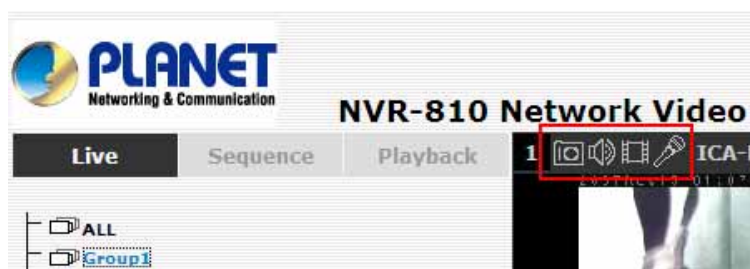 PLANET
Networking & Communication
NVR-810 Network Video
Live Sequence Playback 1 ICA-
ALL
Group1